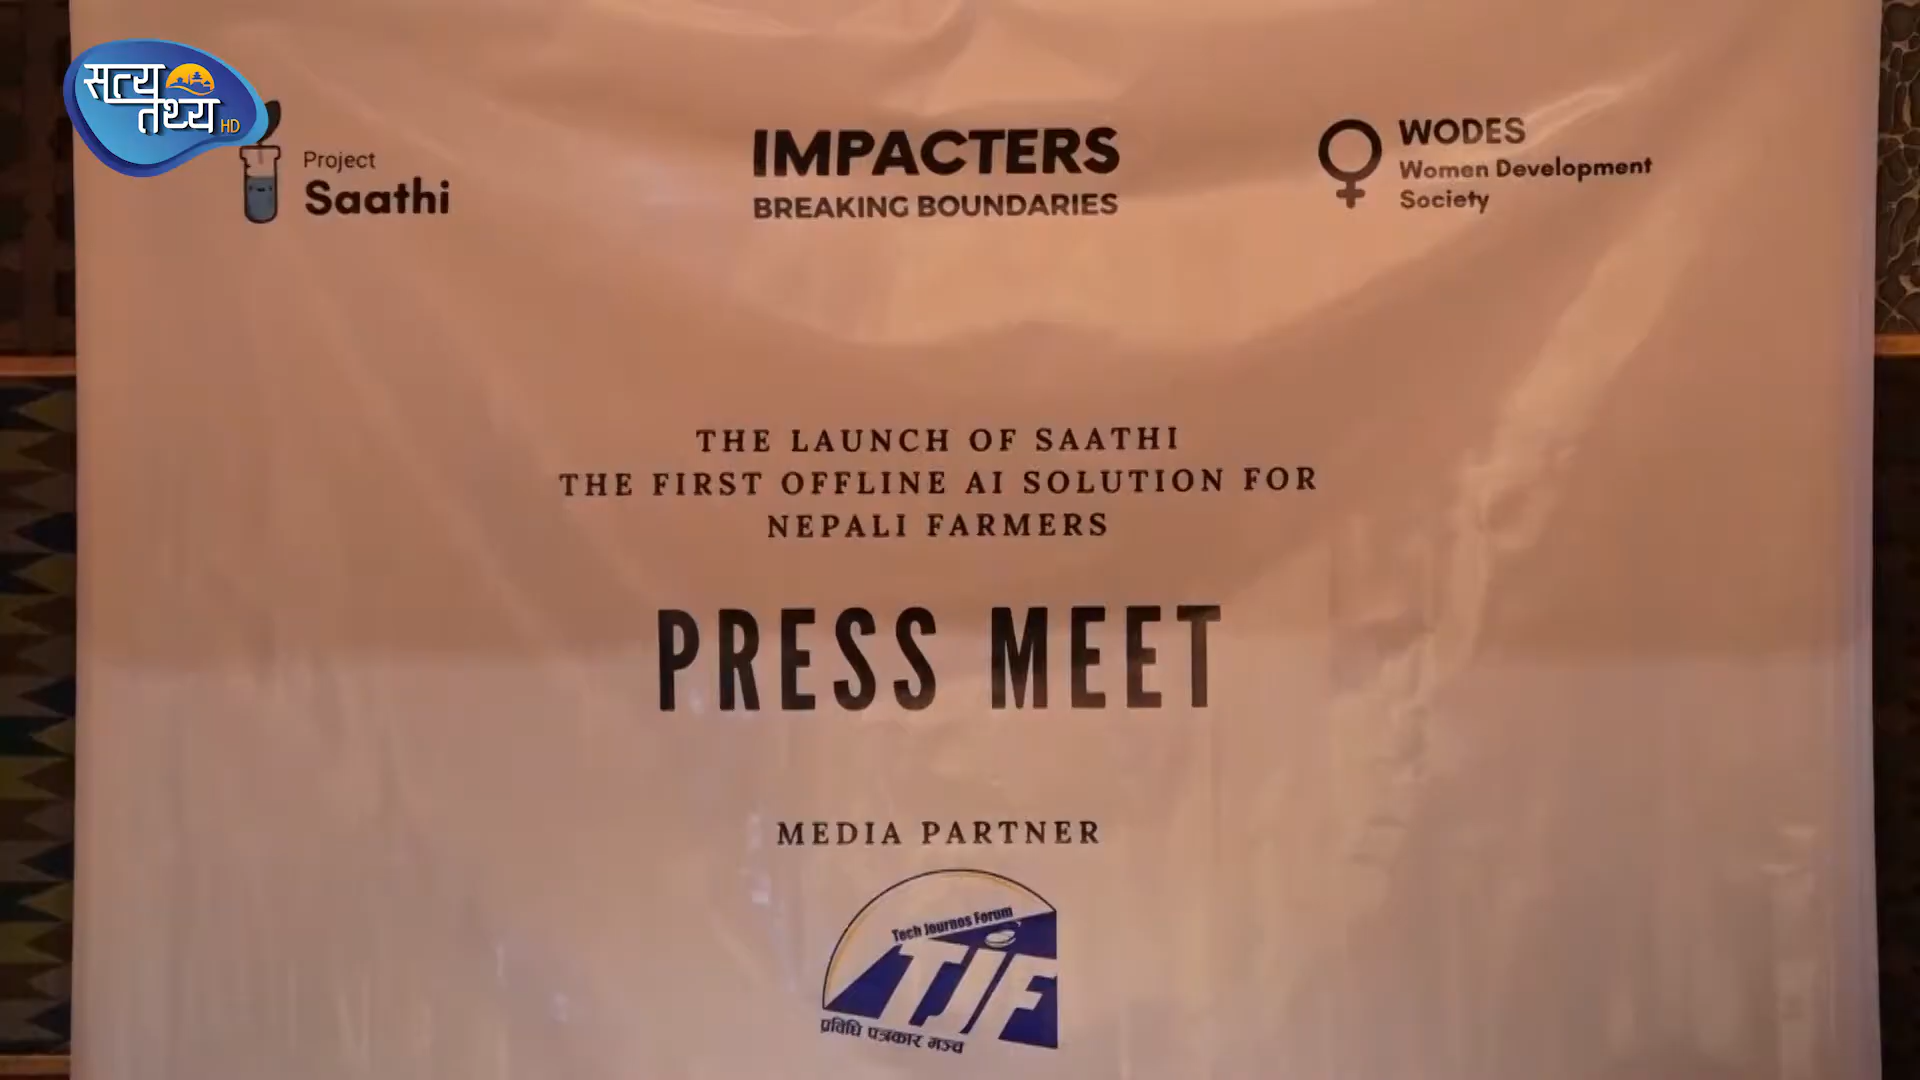 सत्य
तथ्य HD
Project
Saathi
IMPACTERS
BREAKING BOUNDARIES
WODES
Women Development
Society
THE LAUNCH OF SAATHI
THE FIRST OFFLINE AI SOLUTION FOR
NEPALI FARMERS
PRESS MEET
MEDIA PARTNER
Tech Journos Forum
TJF
प्रविधि पत्रकार मञ्च